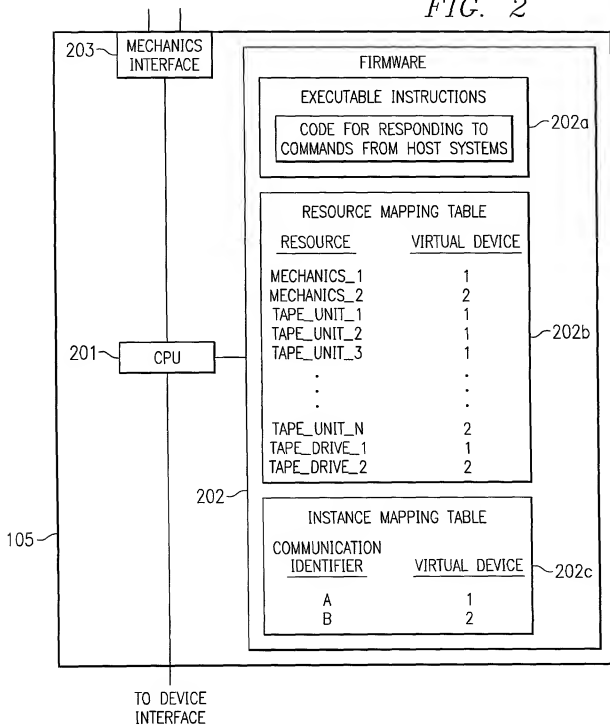 FIG. 2
203
MECHANICS
INTERFACE
FIRMWARE
EXECUTABLE INSTRUCTIONS
CODE FOR RESPONDING TO
COMMANDS FROM HOST SYSTEMS
202a
RESOURCE MAPPING TABLE
RESOURCE VIRTUAL DEVICE
MECHANICS_1 1
MECHANICS_2 2
TAPE_UNIT_1 1
TAPE_UNIT_2 1
TAPE_UNIT_3 1
. .
. .
. .
TAPE_UNIT_N 2
TAPE_DRIVE_1 1
TAPE_DRIVE_2 2
202b
201
CPU
202
105
INSTANCE MAPPING TABLE
COMMUNICATION
IDENTIFIER VIRTUAL DEVICE
A 1
B 2
202c
TO DEVICE
INTERFACE